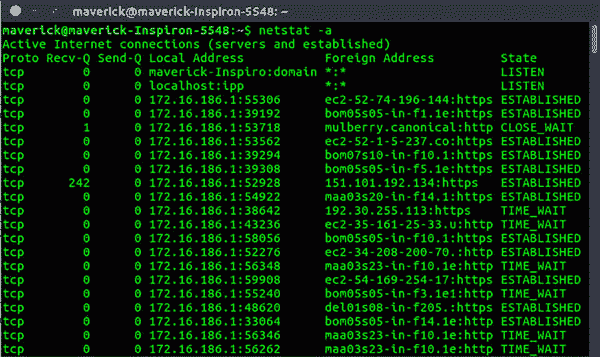 maverick@maverick-Inspiron-5548: ~
maverick@maverick-Inspiron-5548:~$ netstat -a
Active Internet connections (servers and established)
Proto Recv-Q Send-Q Local Address Foreign Address State
tcp 0 0 maverick-Inspiro:domain *:* LISTEN
tcp 0 0 localhost:ipp *:* LISTEN
tcp 0 0 172.16.186.1:55306 ec2-52-74-196-144:https ESTABLISHED
tcp 0 0 172.16.186.1:39192 bom05s05-in-f1.1e:https ESTABLISHED
tcp 1 0 172.16.186.1:53718 mulberry.canonical:http CLOSE_WAIT
tcp 0 0 172.16.186.1:53562 ec2-52-1-5-237.co:https ESTABLISHED
tcp 0 0 172.16.186.1:39294 bom07s10-in-f10.1:https ESTABLISHED
tcp 0 0 172.16.186.1:39308 bom05s05-in-f5.1e:https ESTABLISHED
tcp 242 0 172.16.186.1:52928 151.101.192.134:https ESTABLISHED
tcp 0 0 172.16.186.1:54922 maa03s20-in-f14.1:https ESTABLISHED
tcp 0 0 172.16.186.1:38642 192.30.255.113:https TIME_WAIT
tcp 0 0 172.16.186.1:43236 ec2-35-161-25-33.u:http TIME_WAIT
tcp 0 0 172.16.186.1:58056 bom05s05-in-f10.1:https ESTABLISHED
tcp 0 0 172.16.186.1:52276 ec2-34-208-200-70.:http ESTABLISHED
tcp 0 0 172.16.186.1:56348 maa03s23-in-f10.1e:http TIME_WAIT
tcp 0 0 172.16.186.1:59908 ec2-54-169-254-17:https ESTABLISHED
tcp 0 0 172.16.186.1:55240 bom05s05-in-f3.1e1:http TIME_WAIT
tcp 0 0 172.16.186.1:48620 del01s08-in-f205.:https ESTABLISHED
tcp 0 0 172.16.186.1:33064 bom05s05-in-f14.1e:http ESTABLISHED
tcp 0 0 172.16.186.1:56346 maa03s23-in-f10.1e:http TIME_WAIT
tcp 0 0 172.16.186.1:56262 maa03s23-in-f10.1e:http TIME_WAIT